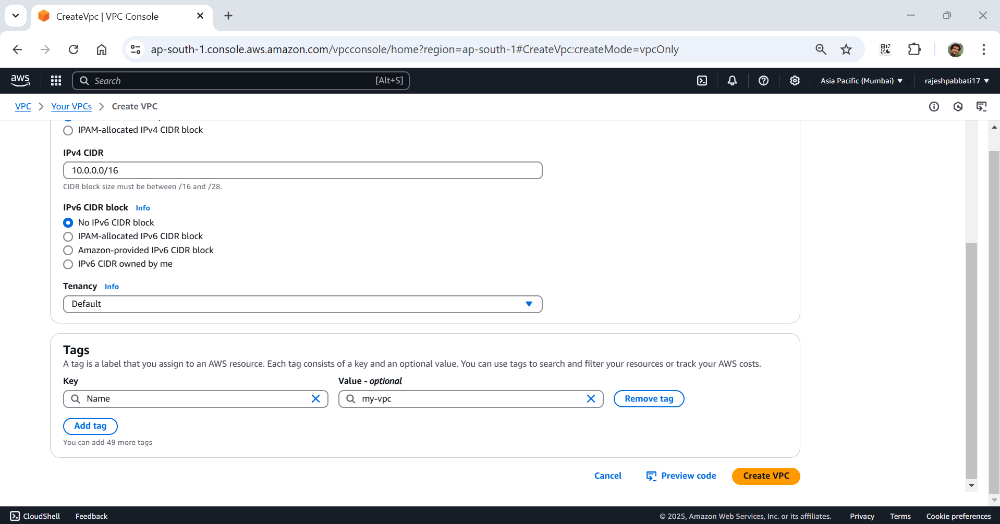 CreateVpc | VPC Console
ap-south-1.console.aws.amazon.com/vpcconsole/home?region=ap-south-1#CreateVpc:createMode=vpcOnly
aws
Search
[Alt+S]
Asia Pacific (Mumbai)
rajeshpabbati17
VPC
Your VPCs
Create VPC
IPAM-allocated IPv4 CIDR block
IPv4 CIDR
10.0.0.0/16
CIDR block size must be between /16 and /28.
IPv6 CIDR block Info
No IPv6 CIDR block
IPAM-allocated IPv6 CIDR block
Amazon-provided IPv6 CIDR block
IPv6 CIDR owned by me
Tenancy Info
Default
Tags
A tag is a label that you assign to an AWS resource. Each tag consists of a key and an optional value. You can use tags to search and filter your resources or track your AWS costs.
Key
Value - optional
Name
my-vpc
Remove tag
Add tag
You can add 49 more tags
Cancel
Preview code
Create VPC
CloudShell
Feedback
© 2025, Amazon Web Services, Inc. or its affiliates.
Privacy
Terms
Cookie preferences